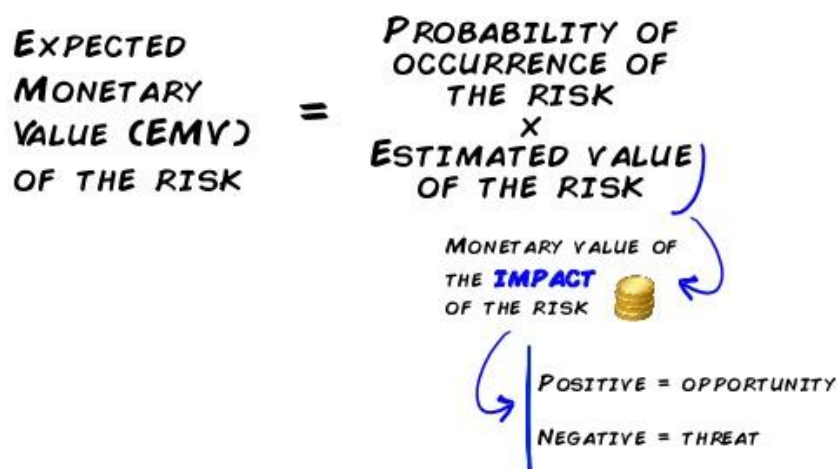 EXPECTED
MONETARY
VALUE (EMV)
OF THE RISK
=
PROBABILITY OF
OCCURRENCE OF
THE RISK
X
ESTIMATED VALUE
OF THE RISK
MONETARY VALUE OF
THE IMPACT
OF THE RISK
POSITIVE = OPPORTUNITY
NEGATIVE = THREAT